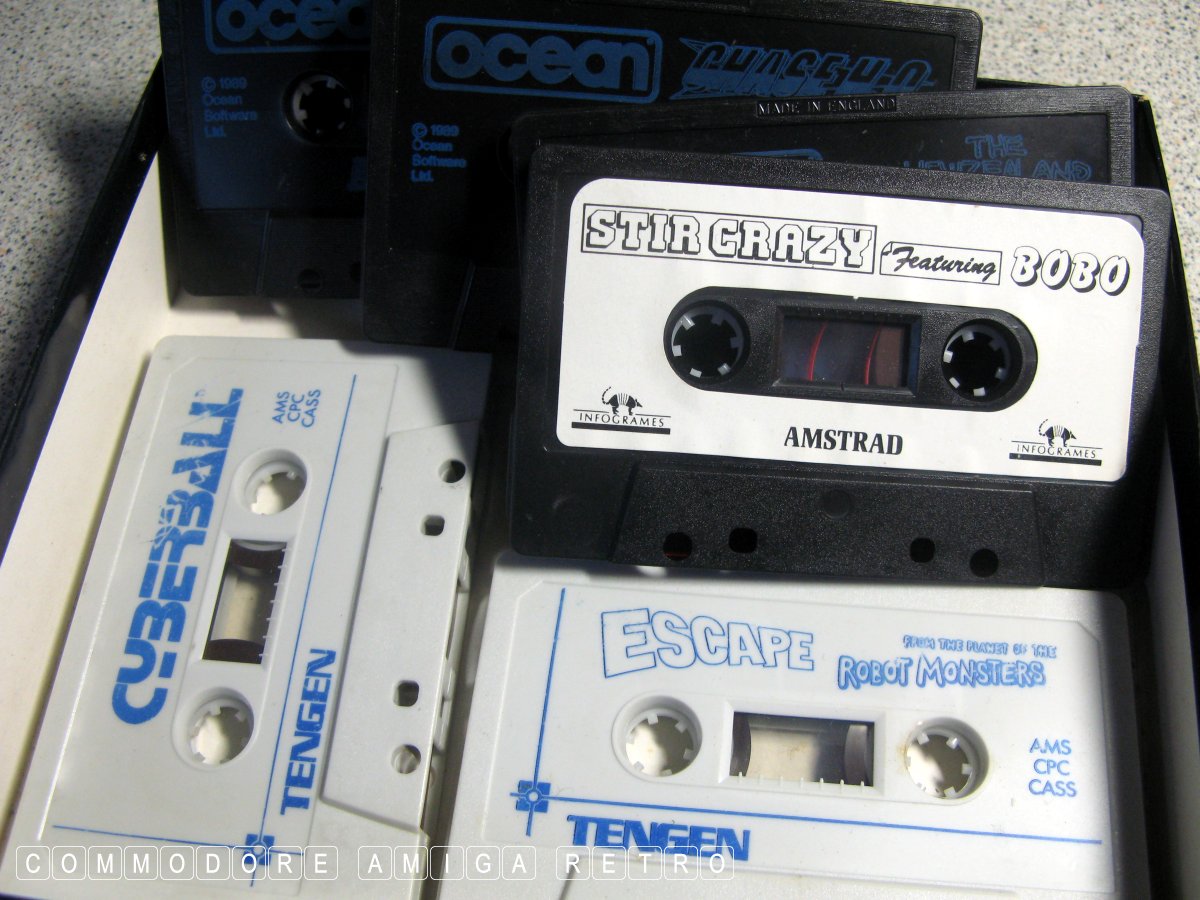 ocean
© 1989
Ocean
Software
Ltd.
ocean
CHASE H.Q.
© 1989
Ocean
Software
Ltd.
MADE IN ENGLAND
THE
NEWZEALAND
STIR CRAZY Featuring BOBO
INFOGRAMES
AMSTRAD
INFOGRAMES
CYBERBALL
AMS
CPC
CASS
TENGEN
ESCAPE
FROM THE PLANET OF THE
ROBOT MONSTERS
AMS
CPC
CASS
TENGEN
COMMODORE AMIGA RETRO